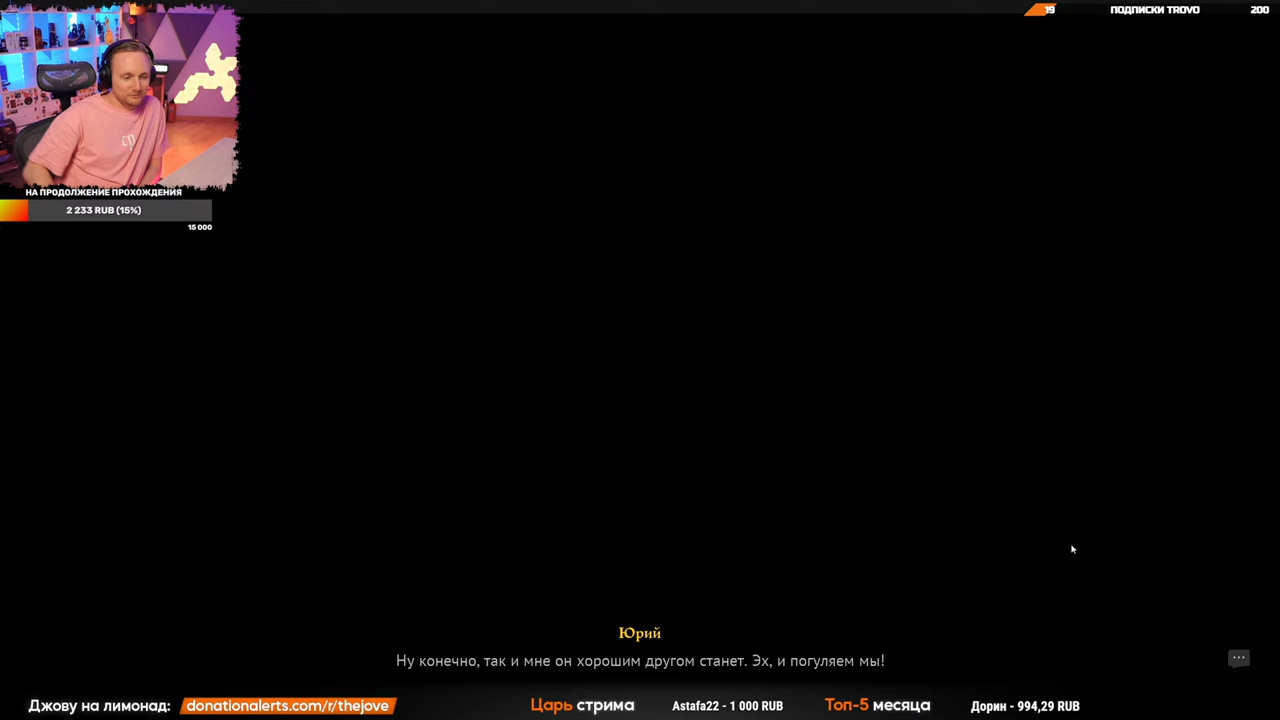 19 ПОДПИСКИ TROVO 200
НА ПРОДОЛЖЕНИЕ ПРОХОЖДЕНИЯ
2 233 RUB (15%)
15 000
Юрий
Ну конечно, так и мне он хорошим другом станет. Эх, и погуляем мы!
Джову на лимонад: donationalerts.com/r/thejove Царь стрима Astafa22 - 1 000 RUB Топ-5 месяца Дорин - 994,29 RUB